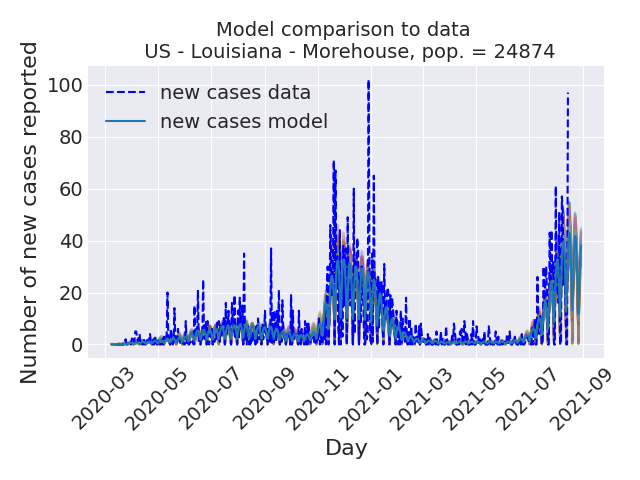 Model comparison to data
US - Louisiana - Morehouse, pop. = 24874
Number of new cases reported
100
80
60
40
20
0
new cases data
new cases model
2020-03
2020-05
2020-07
2020-09
2020-11
2021-01
2021-03
2021-05
2021-07
2021-09
Day